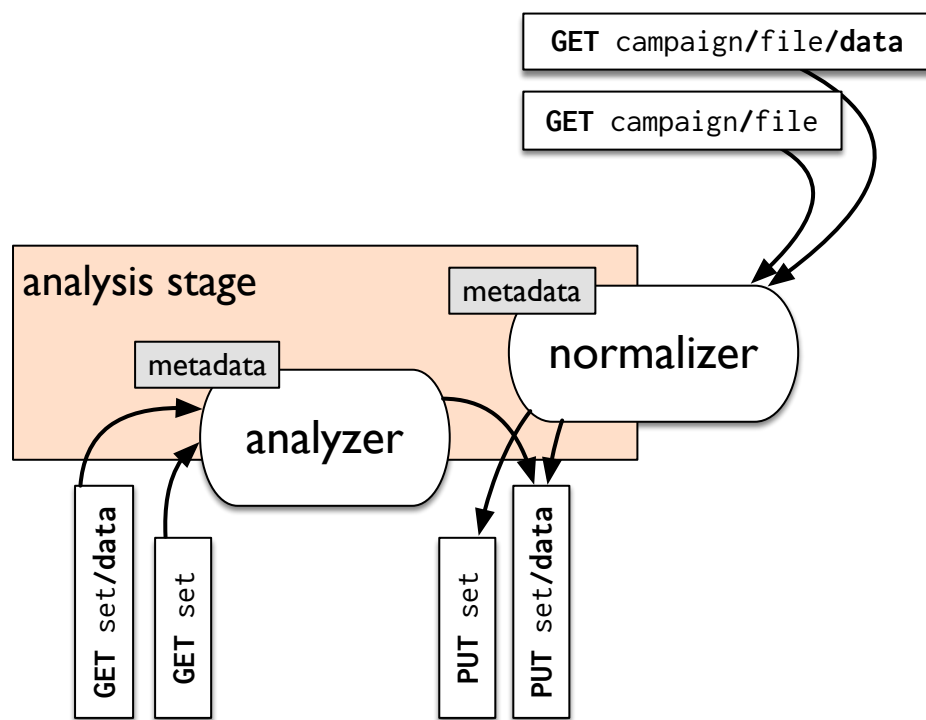 GET campaign/file/data
GET campaign/file
analysis stage
metadata
normalizer
metadata
analyzer
GET set/data
GET set
PUT set
PUT set/data